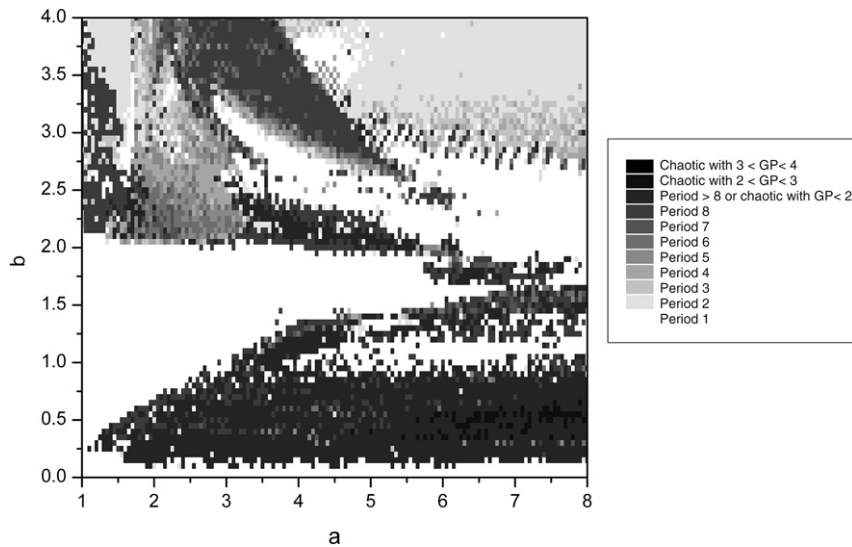 4.0
3.5
3.0
2.5
2.0
1.5
1.0
0.5
0.0
b
1 2 3 4 5 6 7 8
a
Chaotic with 3 < GP< 4
Chaotic with 2 < GP< 3
Period > 8 or chaotic with GP< 2
Period 8
Period 7
Period 6
Period 5
Period 4
Period 3
Period 2
Period 1